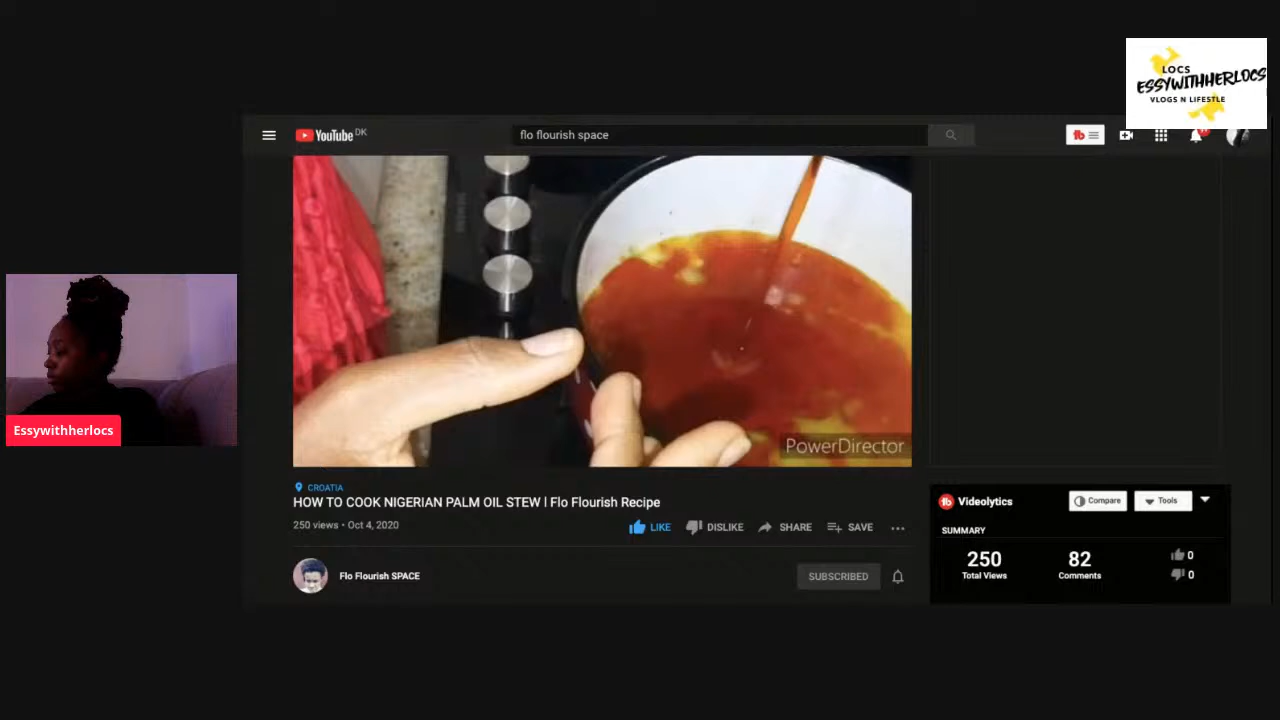 LOCS
ESSYWITHHERLOCS
VLOGS N LIFESTLE
YouTube DK
flo flourish space
PowerDirector
Essywithherlocs
CROATIA
HOW TO COOK NIGERIAN PALM OIL STEW | Flo Flourish Recipe
250 views • Oct 4, 2020
LIKE DISLIKE SHARE SAVE
Flo Flourish SPACE
SUBSCRIBED
Videolytics
Compare
Tools
SUMMARY
250 82 0
Total Views Comments 0